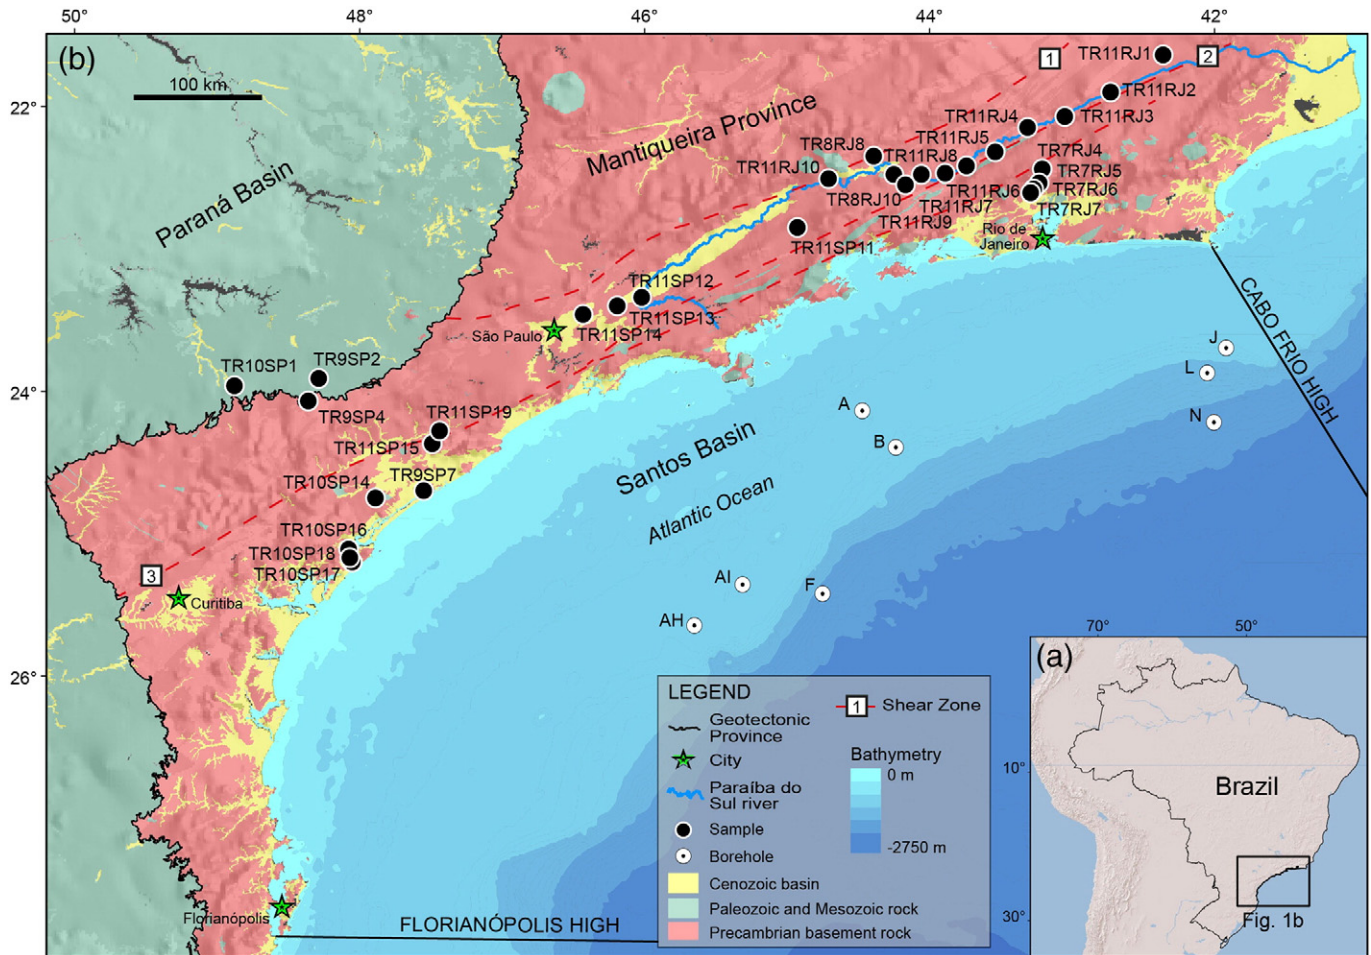 50°
48°
46°
44°
42°
(b)
100 km
22°
24°
26°
Paraná Basin
Mantiqueira Province
1
2
TR11RJ1
TR11RJ2
TR11RJ3
TR11RJ4
TR11RJ5
TR7RJ4
TR7RJ5
TR7RJ6
TR7RJ7
TR8RJ8
TR11RJ8
TR11RJ10
TR11RJ6
TR8RJ10
TR11RJ7
TR11RJ9
Rio de
Janeiro
TR11SP11
TR11SP12
TR11SP13
TR11SP14
São Paulo
TR10SP1
TR9SP2
TR9SP4
TR11SP19
TR11SP15
TR9SP7
TR10SP14
TR10SP16
TR10SP18
TR10SP17
3
Curitiba
Florianópolis
Santos Basin
Atlantic Ocean
CABO FRIO HIGH
J
L
N
A
B
AI
F
AH
FLORIANÓPOLIS HIGH
LEGEND
Geotectonic
Province
City
Paraíba do
Sul river
Sample
Borehole
Cenozoic basin
Paleozoic and Mesozoic rock
Precambrian basement rock
1 Shear Zone
Bathymetry
0 m
-2750 m
70°
50°
(a)
10°
30°
Brazil
Fig. 1b